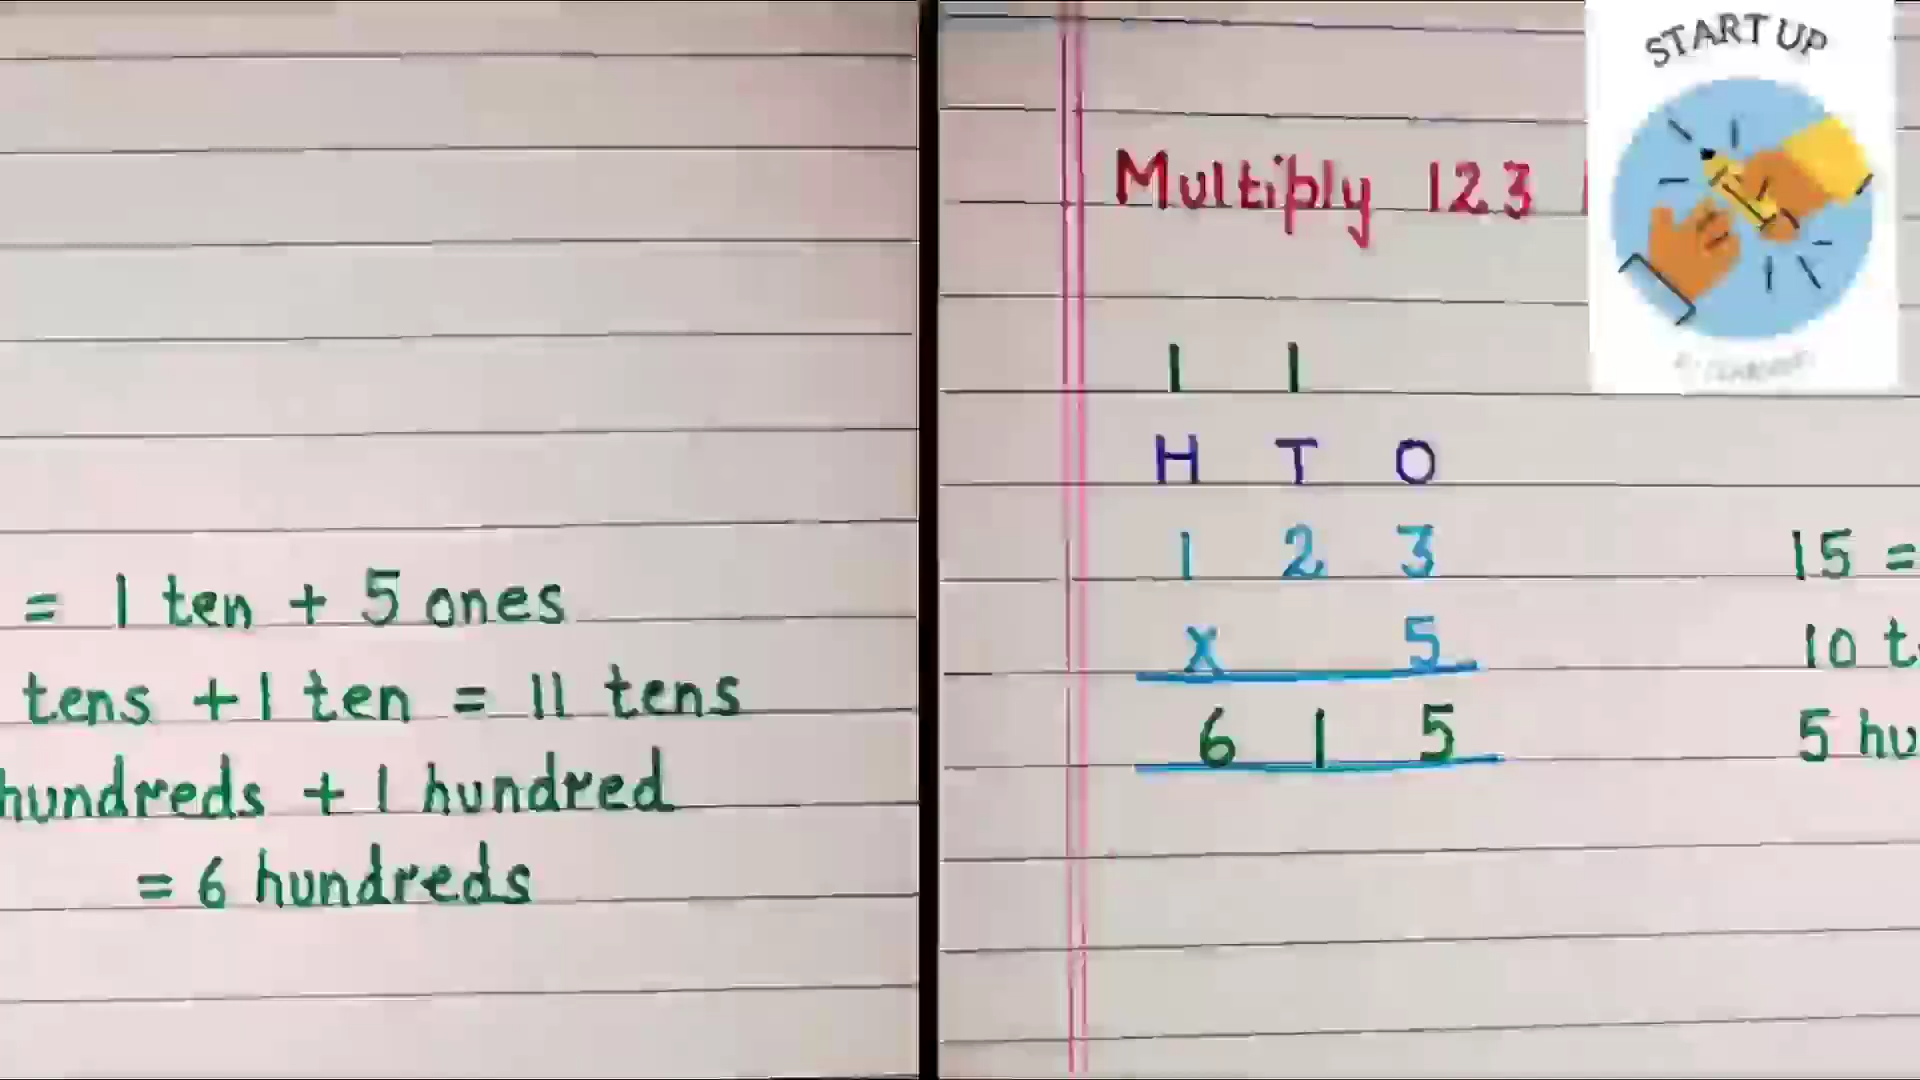 = 1 ten + 5 ones
tens + 1 ten = 11 tens
hundreds + 1 hundred
= 6 hundreds
START UP
Multiply 123
1 1
H T O
1 2 3
x 5
6 1 5
15 =
10
5